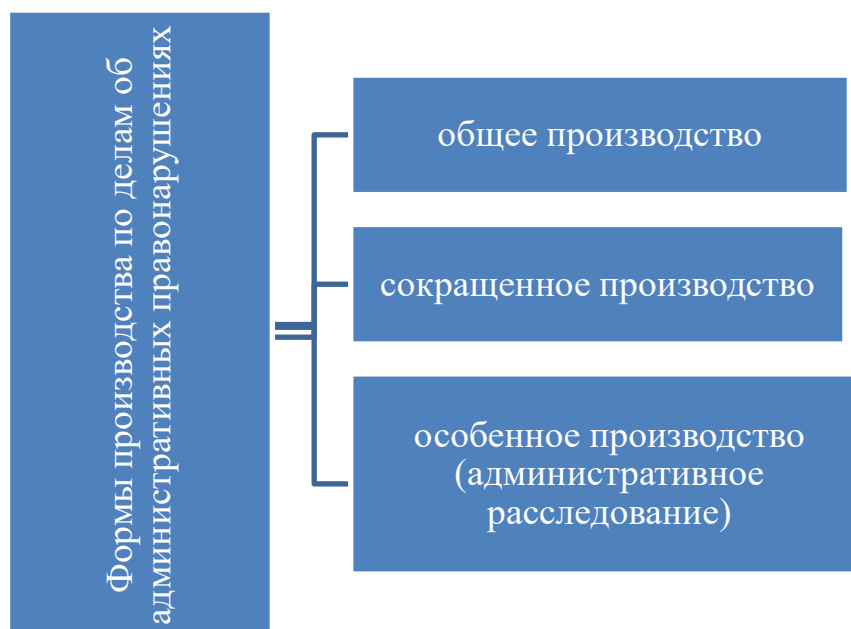 Формы производства по делам об
административных правонарушениях
общее производство
сокращенное производство
особенное производство
(административное
расследование)